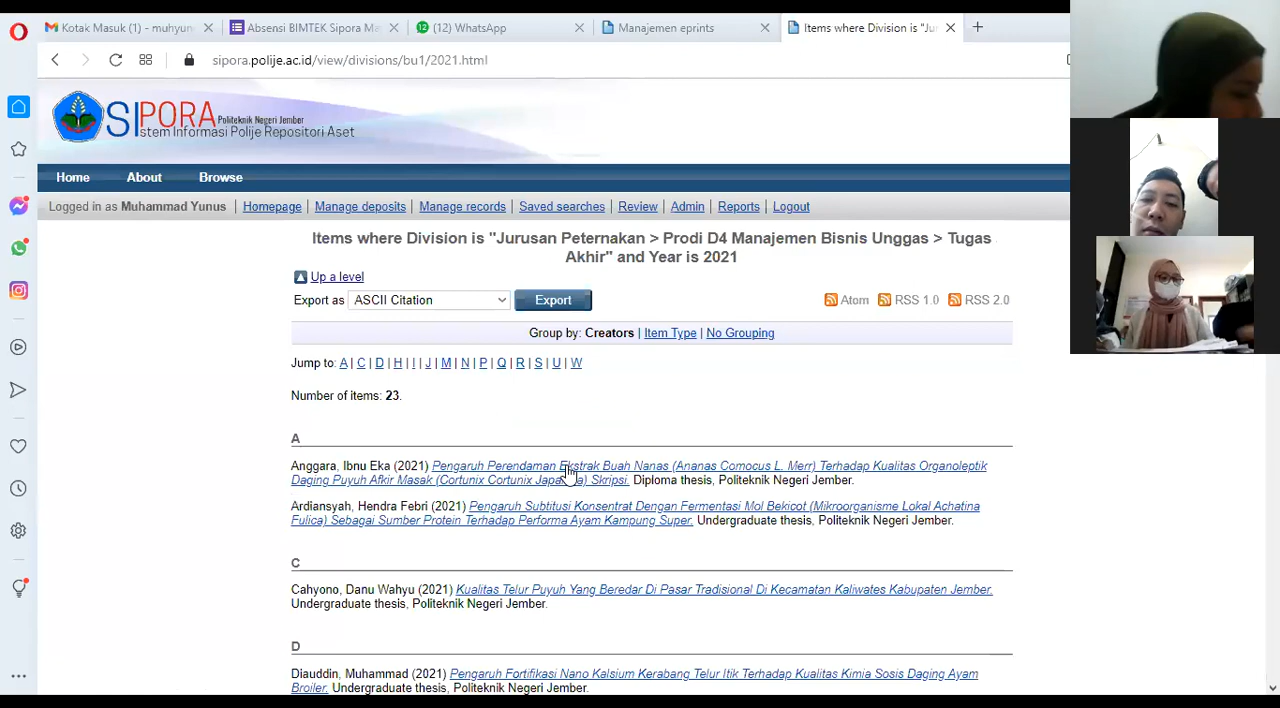 Kotak Masuk (1) - muhyun
Absensi BIMTEK Sipora Ma
(12) WhatsApp
Manajemen eprints
Items where Division is "Jur
sipora.polije.ac.id/view/divisions/bu1/2021.html
SIPORA Politeknik Negeri Jember
stem Informasi Polije Repositori Aset
Home About Browse
Logged in as Muhammad Yunus | Homepage | Manage deposits | Manage records | Saved searches | Review | Admin | Reports | Logout
Items where Division is "Jurusan Peternakan > Prodi D4 Manajemen Bisnis Unggas > Tugas
Akhir" and Year is 2021
Up a level
Export as ASCII Citation Export Atom RSS 1.0 RSS 2.0
Group by: Creators | Item Type | No Grouping
Jump to: A | C | D | H | I | J | M | N | P | Q | R | S | U | W
Number of items: 23.
A
Anggara, Ibnu Eka (2021) Pengaruh Perendaman Ekstrak Buah Nanas (Ananas Comocus L. Merr) Terhadap Kualitas Organoleptik
Daging Puyuh Afkir Masak (Cortunix Cortunix Japa a) Skripsi. Diploma thesis, Politeknik Negeri Jember.
Ardiansyah, Hendra Febri (2021) Pengaruh Subtitusi Konsentrat Dengan Fermentasi Mol Bekicot (Mikroorganisme Lokal Achatina
Fulica) Sebagai Sumber Protein Terhadap Performa Ayam Kampung Super. Undergraduate thesis, Politeknik Negeri Jember.
C
Cahyono, Danu Wahyu (2021) Kualitas Telur Puyuh Yang Beredar Di Pasar Tradisional Di Kecamatan Kaliwates Kabupaten Jember.
Undergraduate thesis, Politeknik Negeri Jember.
D
Diauddin, Muhammad (2021) Pengaruh Fortifikasi Nano Kalsium Kerabang Telur Itik Terhadap Kualitas Kimia Sosis Daging Ayam
Broiler. Undergraduate thesis, Politeknik Negeri Jember.